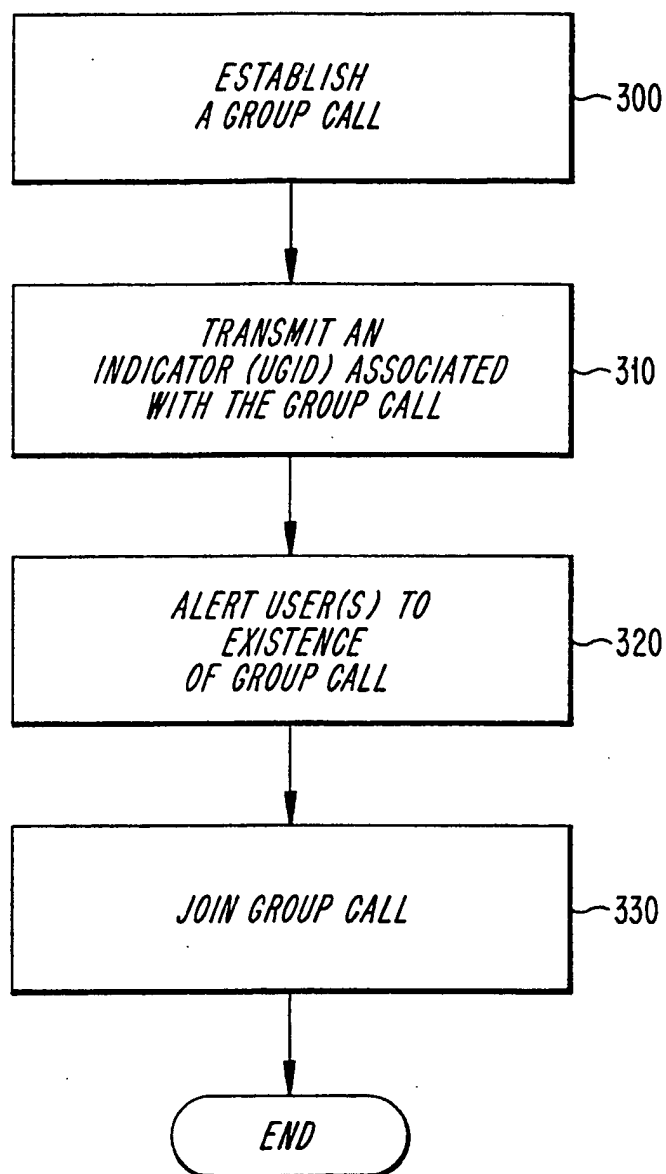 ESTABLISH
A GROUP CALL
300
TRANSMIT AN
INDICATOR (UGID) ASSOCIATED
WITH THE GROUP CALL
310
ALERT USER(S) TO
EXISTENCE
OF GROUP CALL
320
JOIN GROUP CALL
330
END